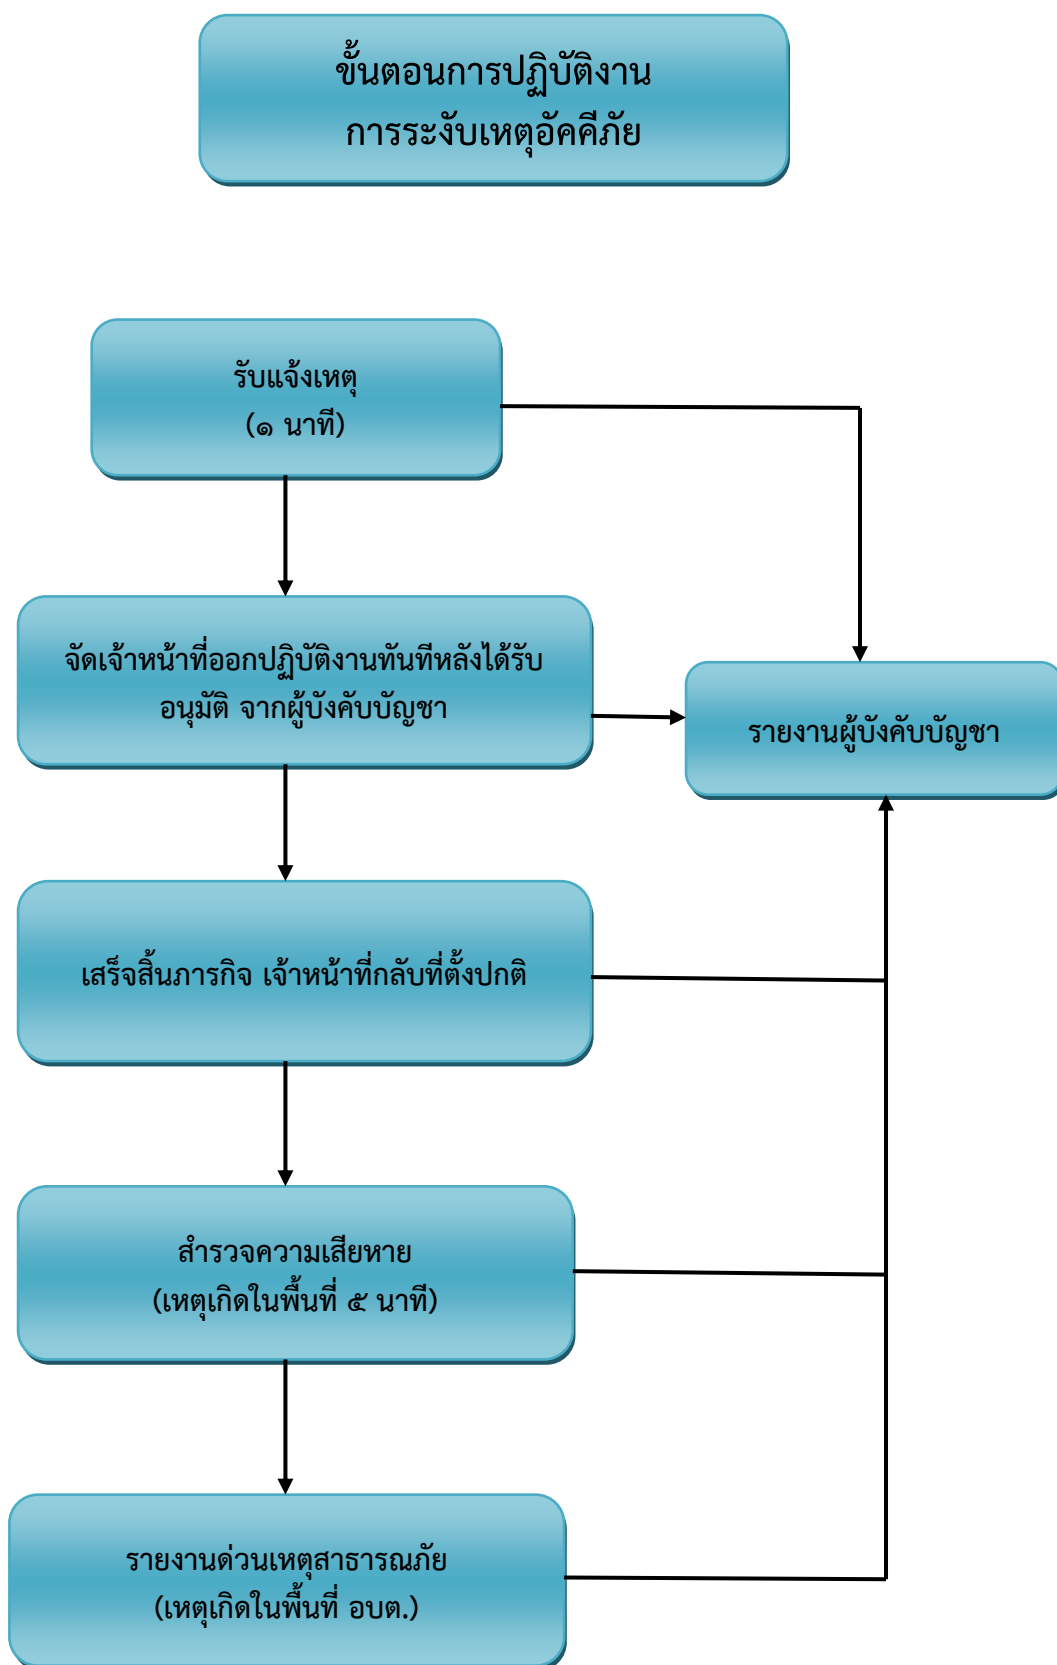 ขั้นตอนการปฏิบัติงาน
การระงับเหตุอัคคีภัย
รับแจ้งเหตุ
(๑ นาที)
จัดเจ้าหน้าที่ออกปฏิบัติงานทันทีหลังได้รับ
อนุมัติ จากผู้บังคับบัญชา
รายงานผู้บังคับบัญชา
เสร็จสิ้นภารกิจ เจ้าหน้าที่กลับที่ตั้งปกติ
สำรวจความเสียหาย
(เหตุเกิดในพื้นที่ ๕ นาที)
รายงานด่วนเหตุสาธารณภัย
(เหตุเกิดในพื้นที่ อบต.)